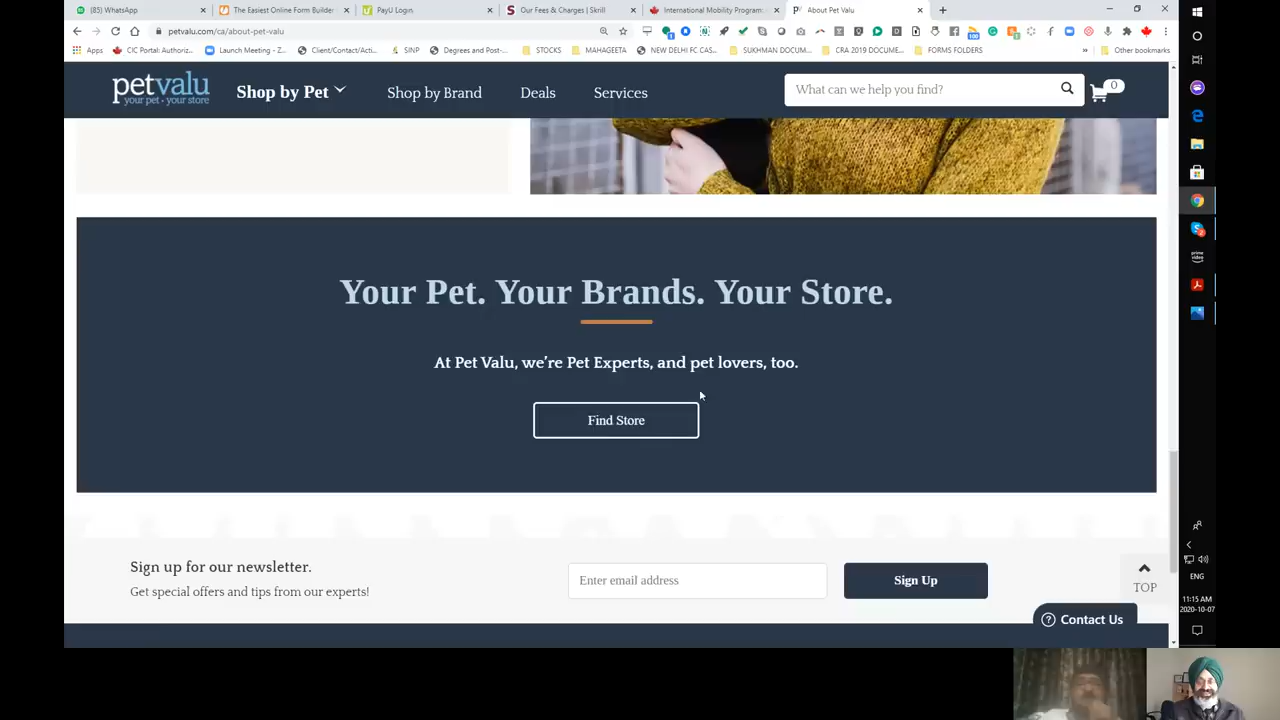 (85) WhatsApp
The Easiest Online Form Builder
PayU Login
Our Fees & Charges | Skrill
International Mobility Program:
About Pet Valu
petvalu.com/ca/about-pet-valu
Apps
CIC Portal: Authoriz...
Launch Meeting - Z...
Client/Contact/Acti...
SINP
Degrees and Post-...
STOCKS
MAHAGEETA
NEW DELHI FC CAS...
SUKHMAN DOCUM...
CRA 2019 DOCUME...
FORMS FOLDERS
»
Other bookmarks
petvalu
your pet · your store
Shop by Pet
Shop by Brand
Deals
Services
What can we help you find?
0
Your Pet. Your Brands. Your Store.
At Pet Valu, we’re Pet Experts, and pet lovers, too.
Find Store
Sign up for our newsletter.
Get special offers and tips from our experts!
Enter email address
Sign Up
TOP
Contact Us
prime
video
ENG
11:15 AM
2020-10-07